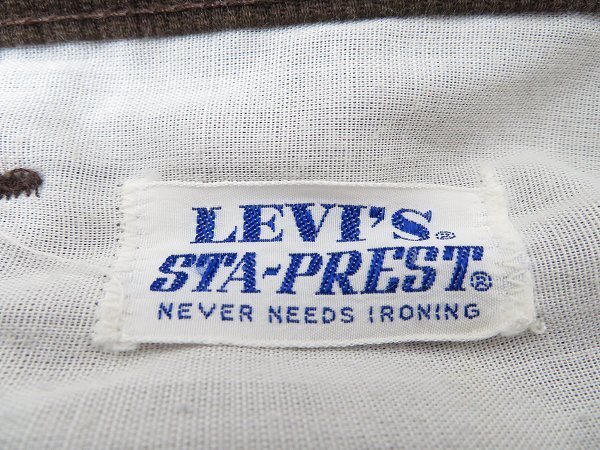 LEVI'S®
STA-PREST®
NEVER NEEDS IRONING